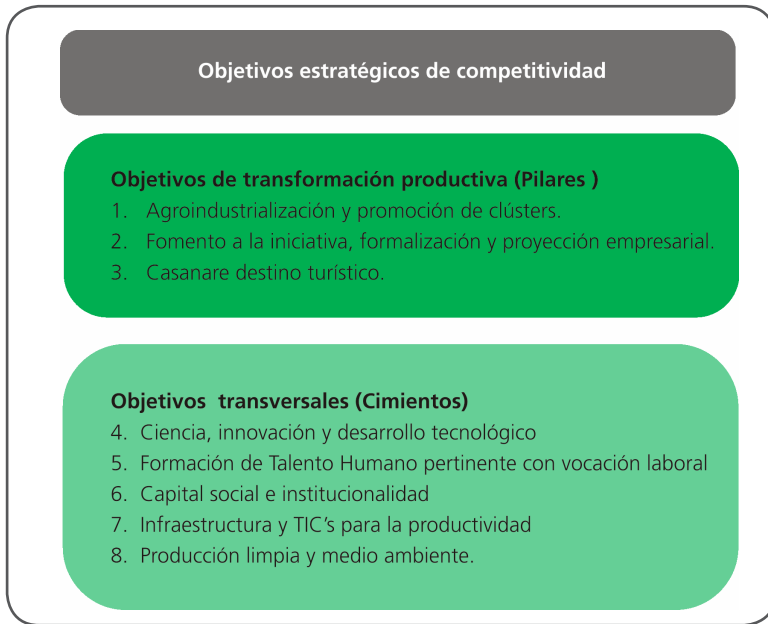 Objetivos estratégicos de competitividad
Objetivos de transformación productiva (Pilares )
1. Agroindustrialización y promoción de clústers.
2. Fomento a la iniciativa, formalización y proyección empresarial.
3. Casanare destino turístico.
Objetivos transversales (Cimientos)
4. Ciencia, innovación y desarrollo tecnológico
5. Formación de Talento Humano pertinente con vocación laboral
6. Capital social e institucionalidad
7. Infraestructura y TIC’s para la productividad
8. Producción limpia y medio ambiente.